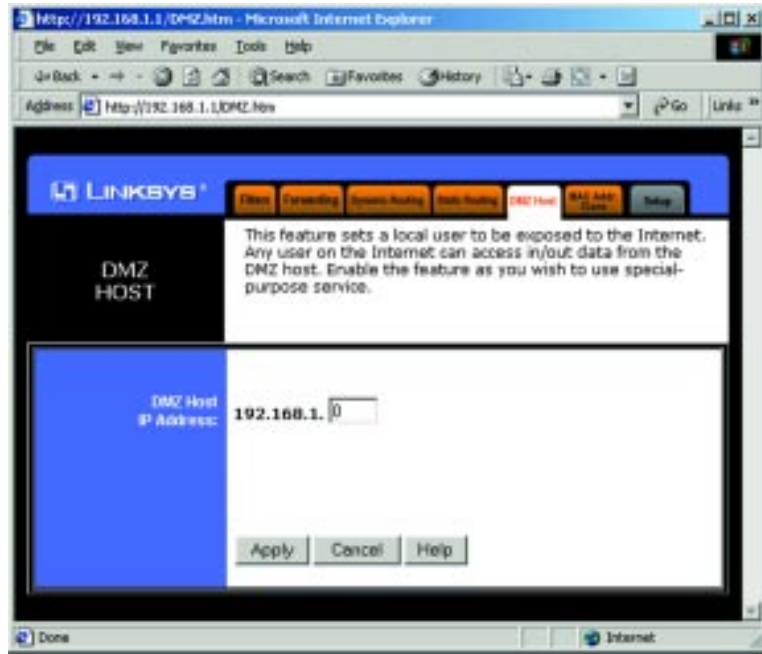 http://192.168.1.1/DMZ.htm - Microsoft Internet Explorer
File Edit View Favorites Tools Help
Back Search Favorites History
Address http://192.168.1.1/DMZ.htm Go Links »
LINKSYS®
Filters Forwarding Dynamic Routing Static Routing DMZ Host MAC Addr. Clone Setup
DMZ
HOST
This feature sets a local user to be exposed to the Internet.
Any user on the Internet can access in/out data from the
DMZ host. Enable the feature as you wish to use special-
purpose service.
DMZ Host
IP Address:
192.168.1. 0
Apply Cancel Help
Done Internet